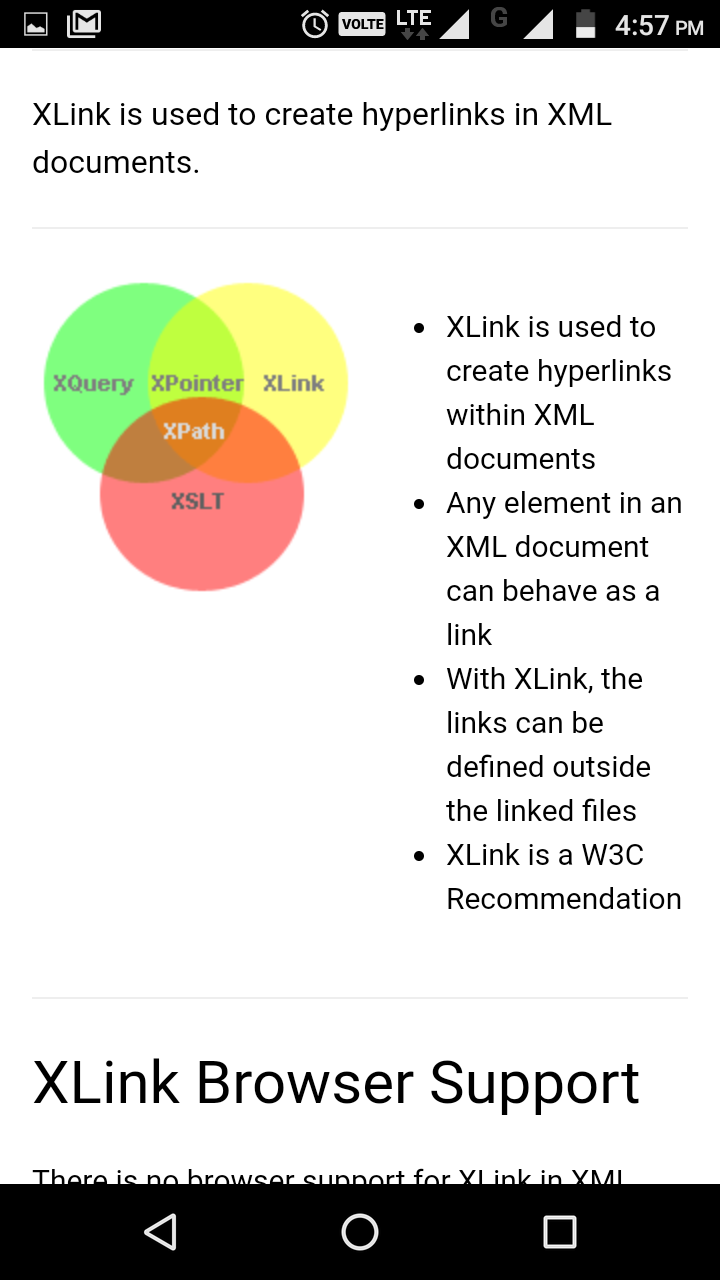 VOLTE LTE G 4:57 PM
XLink is used to create hyperlinks in XML
documents.
XQuery XPointer XLink
XPath
XSLT
• XLink is used to
create hyperlinks
within XML
documents
• Any element in an
XML document
can behave as a
link
• With XLink, the
links can be
defined outside
the linked files
• XLink is a W3C
Recommendation
XLink Browser Support
There is no browser support for XLink in XML